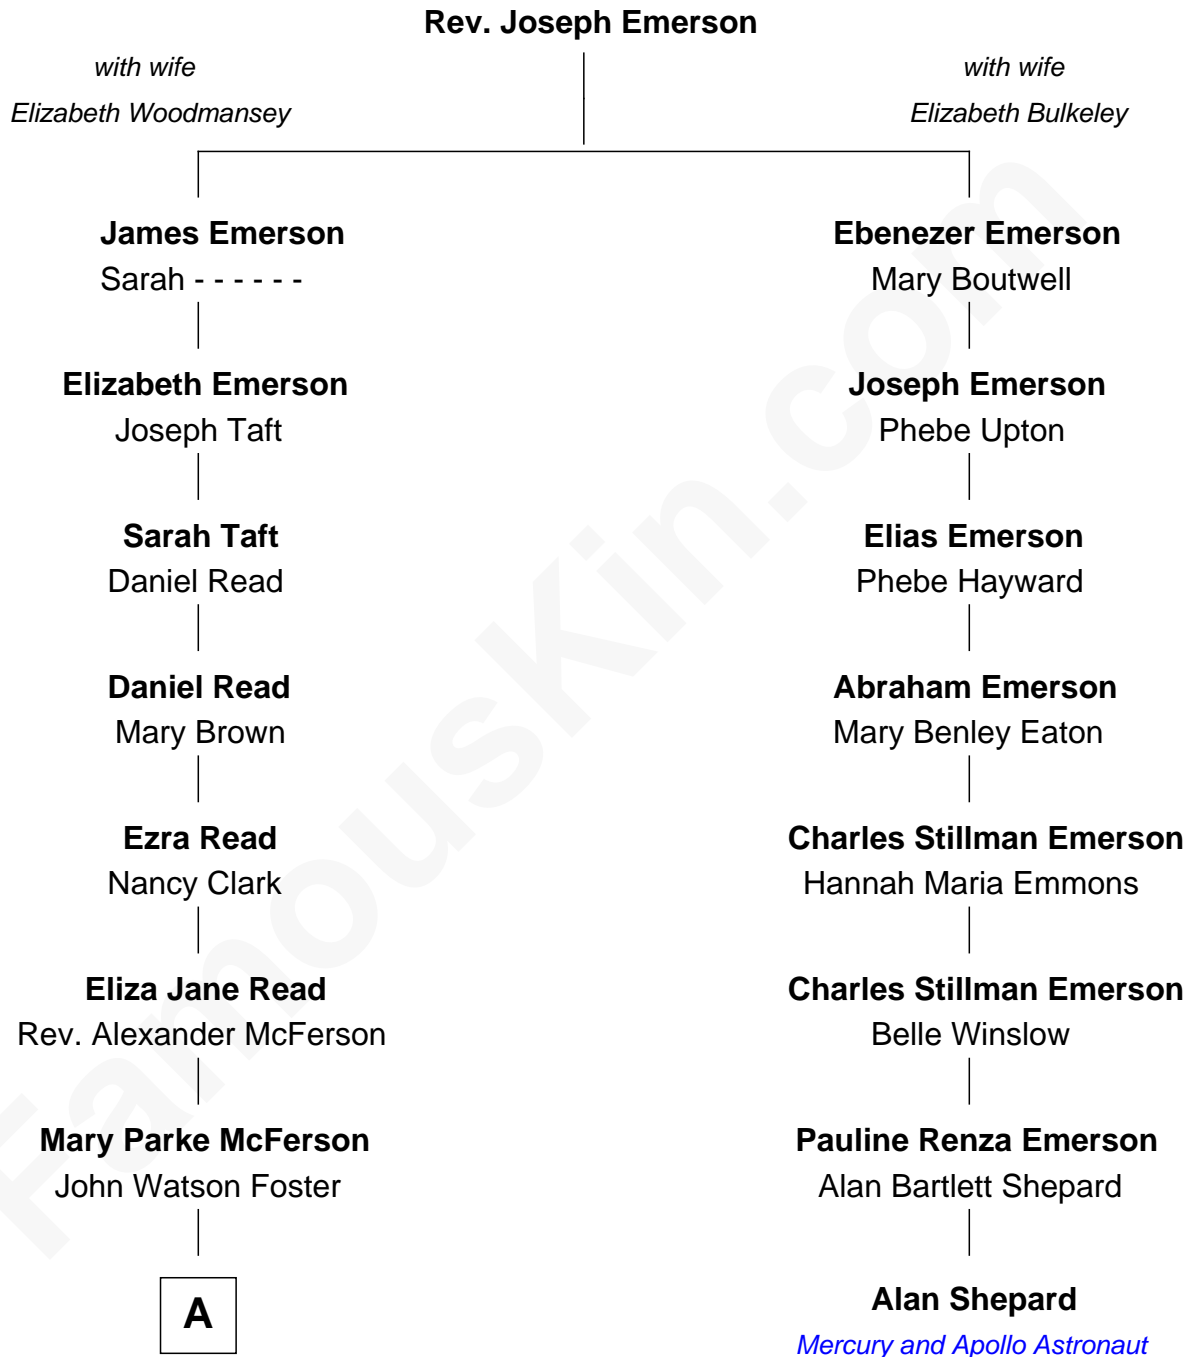 Rev. Joseph Emerson
with wife
Elizabeth Woodmansey
with wife
Elizabeth Bulkeley
James Emerson
Sarah - - - - - -
Elizabeth Emerson
Joseph Taft
Sarah Taft
Daniel Read
Daniel Read
Mary Brown
Ezra Read
Nancy Clark
Eliza Jane Read
Rev. Alexander McFerson
Mary Parke McFerson
John Watson Foster
A
Ebenezer Emerson
Mary Boutwell
Joseph Emerson
Phebe Upton
Elias Emerson
Phebe Hayward
Abraham Emerson
Mary Benley Eaton
Charles Stillman Emerson
Hannah Maria Emmons
Charles Stillman Emerson
Belle Winslow
Pauline Renza Emerson
Alan Bartlett Shepard
Alan Shepard
Mercury and Apollo Astronaut
FamousKin.com